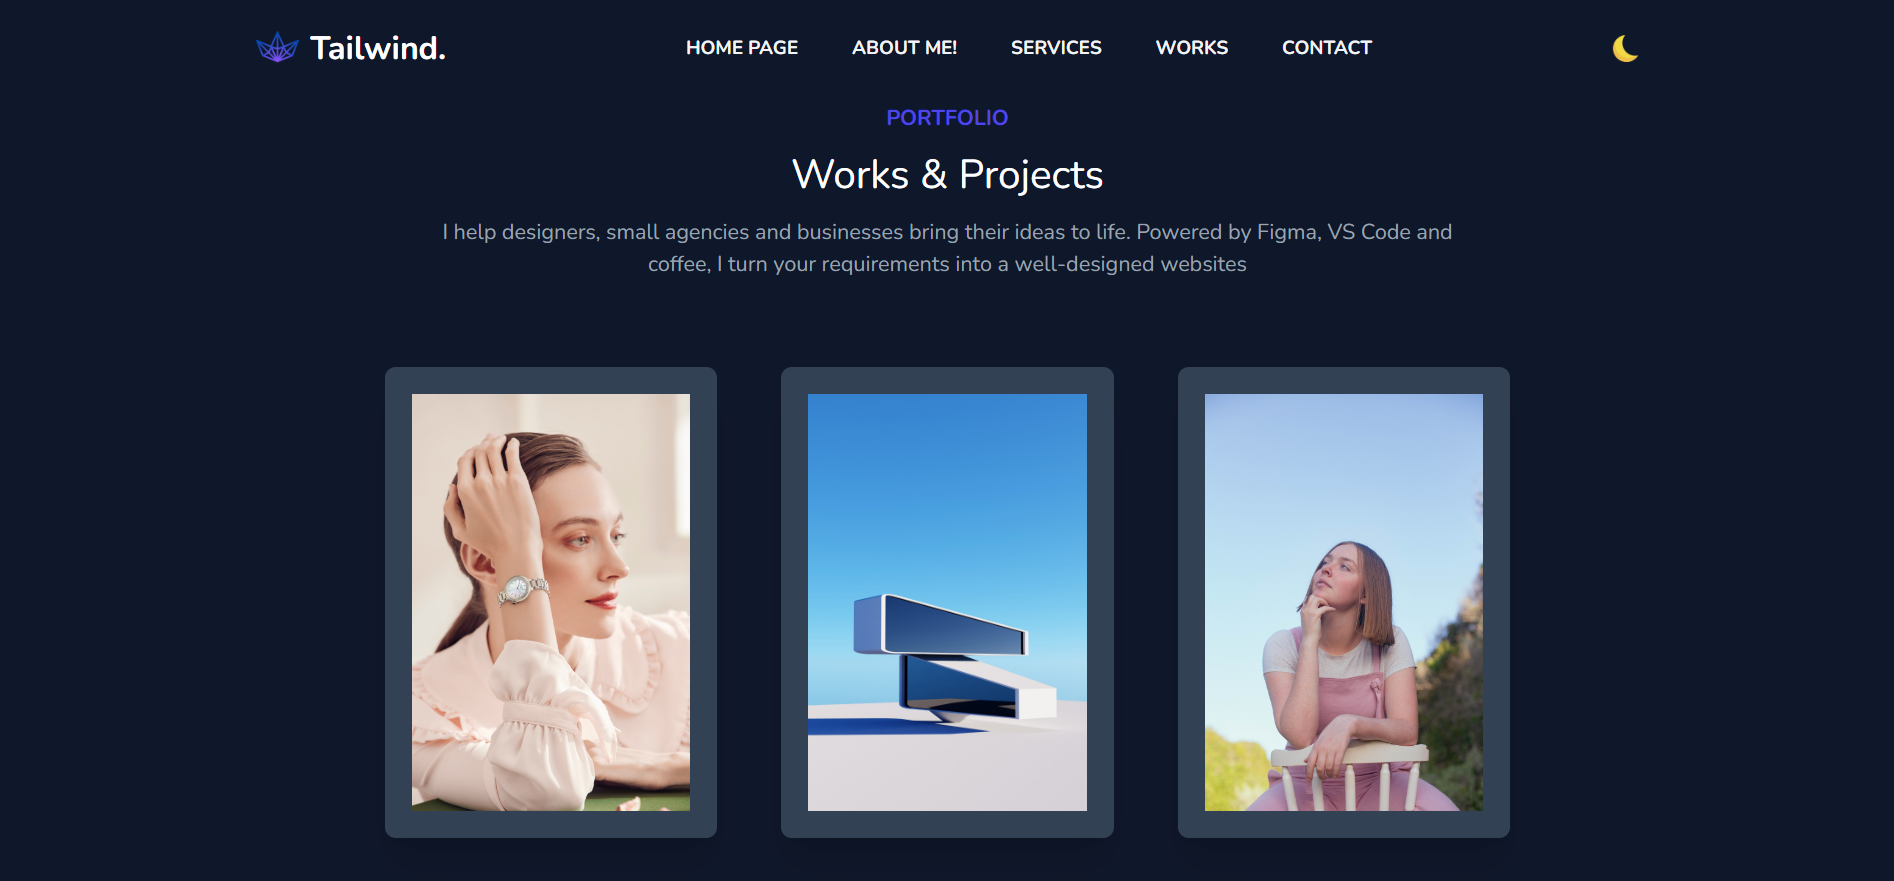 Tailwind.
HOME PAGE
ABOUT ME!
SERVICES
WORKS
CONTACT
PORTFOLIO
Works & Projects
I help designers, small agencies and businesses bring their ideas to life. Powered by Figma, VS Code and
coffee, I turn your requirements into a well-designed websites